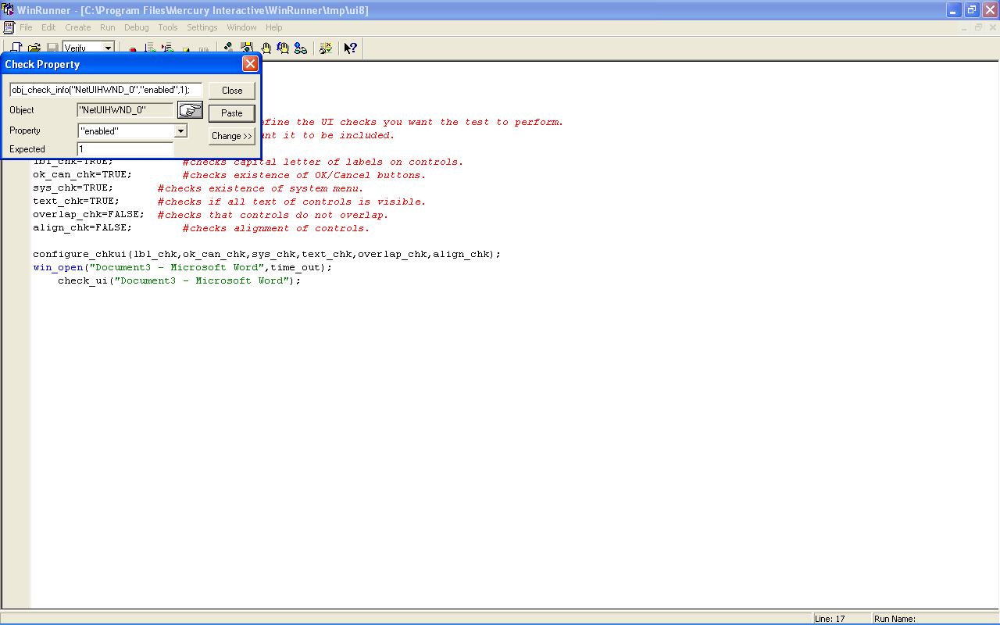 WinRunner - [C:\Program Files\Mercury Interactive\WinRunner\tmp\ui8]
File Edit Create Run Debug Tools Settings Window Help
Verify
Check Property
obj_check_info("NetUIHWND_0","enabled",1);
Close
Object "NetUIHWND_0"
Paste
Property "enabled"
Change >>
Expected 1
efine the UI checks you want the test to perform.
nt it to be included.
lbl_chk=TRUE; #checks capital letter of labels on controls.
ok_can_chk=TRUE; #checks existence of OK/Cancel buttons.
sys_chk=TRUE; #checks existence of system menu.
text_chk=TRUE; #checks if all text of controls is visible.
overlap_chk=FALSE; #checks that controls do not overlap.
align_chk=FALSE; #checks alignment of controls.
configure_chkui(lbl_chk,ok_can_chk,sys_chk,text_chk,overlap_chk,align_chk);
win_open("Document3 - Microsoft Word",time_out);
check_ui("Document3 - Microsoft Word");
Line: 17 Run Name: